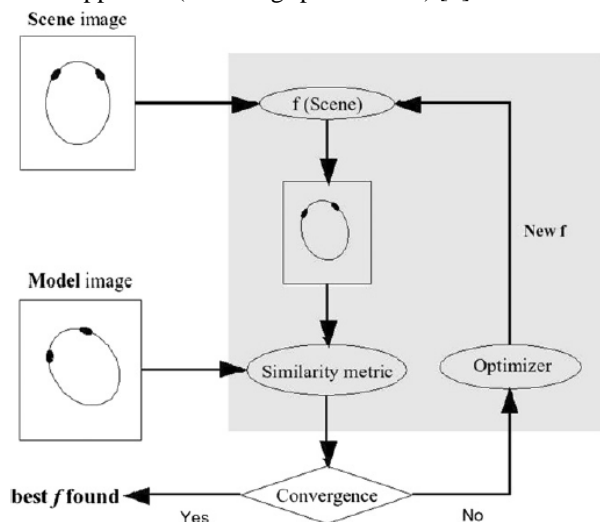 Scene image
f (Scene)
New f
Model image
Similarity metric
Optimizer
best f found
Convergence
Yes
No